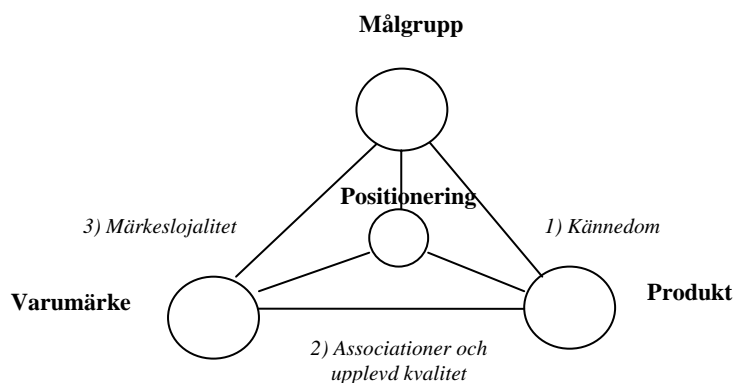 Målgrupp
Positionering
3) Märkeslojalitet
1) Kännedom
Varumärke
Produkt
2) Associationer och
upplevd kvalitet